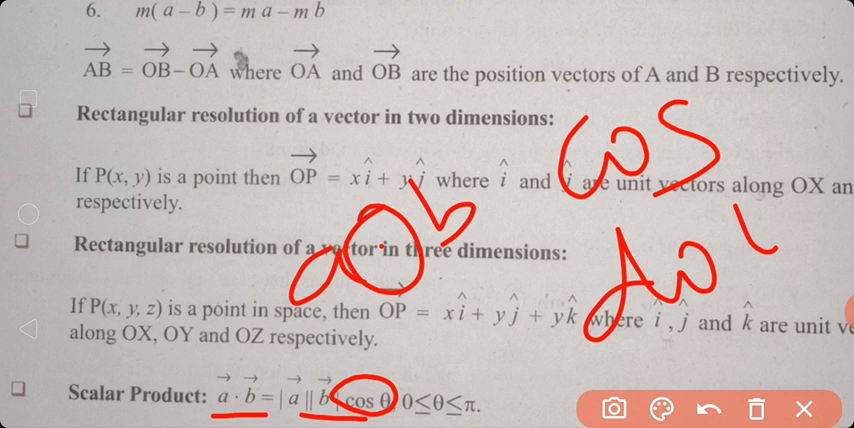 6. m( a – b ) = m a – m b
AB = OB – OA where OA and OB are the position vectors of A and B respectively.
Rectangular resolution of a vector in two dimensions:
If P(x, y) is a point then OP = x î + y ĵ where î and ĵ are unit vectors along OX an
respectively.
Rectangular resolution of a vector in three dimensions:
If P(x, y, z) is a point in space, then OP = x î + y ĵ + y k̂ where î , ĵ and k̂ are unit ve
along OX, OY and OZ respectively.
Scalar Product: a · b = | a || b | cos θ 0≤θ≤π.
cos
a b